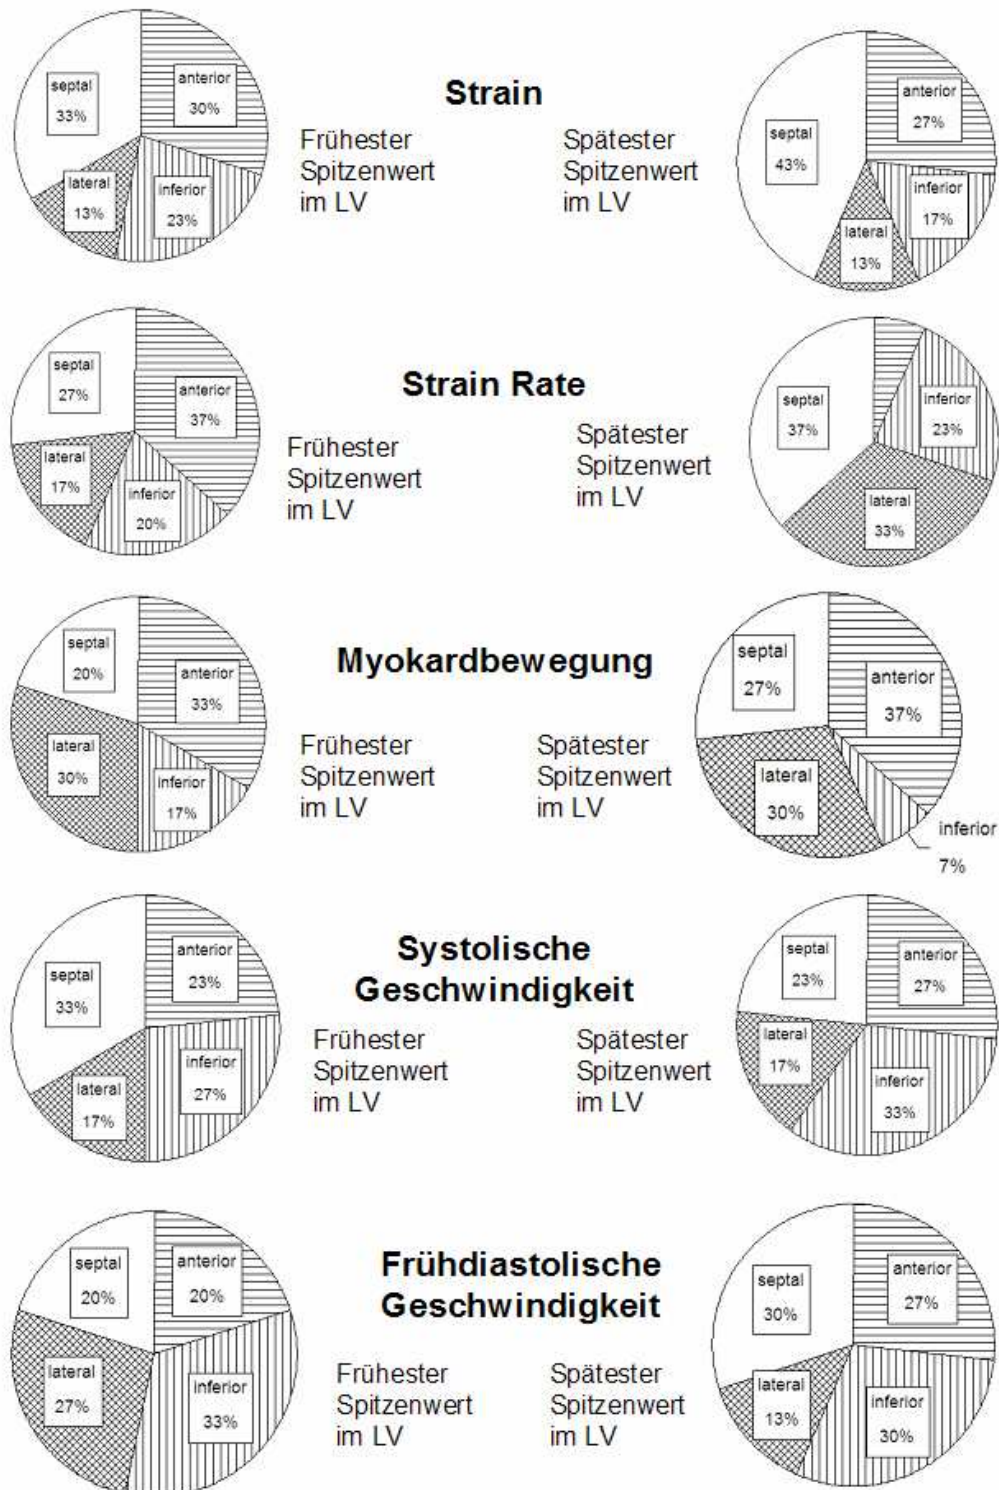 Strain
septal
33%
anterior
30%
lateral
13%
inferior
23%
Frühester
Spitzenwert
im LV
Spätester
Spitzenwert
im LV
septal
43%
anterior
27%
inferior
17%
lateral
13%
Strain Rate
septal
27%
anterior
37%
lateral
17%
inferior
20%
Frühester
Spitzenwert
im LV
Spätester
Spitzenwert
im LV
septal
37%
inferior
23%
lateral
33%
Myokardbewegung
septal
20%
anterior
33%
lateral
30%
inferior
17%
Frühester
Spitzenwert
im LV
Spätester
Spitzenwert
im LV
septal
27%
anterior
37%
lateral
30%
inferior
7%
Systolische
Geschwindigkeit
septal
33%
anterior
23%
lateral
17%
inferior
27%
Frühester
Spitzenwert
im LV
Spätester
Spitzenwert
im LV
septal
23%
anterior
27%
lateral
17%
inferior
33%
Frühdiastolische
Geschwindigkeit
septal
20%
anterior
20%
lateral
27%
inferior
33%
Frühester
Spitzenwert
im LV
Spätester
Spitzenwert
im LV
septal
30%
anterior
27%
lateral
13%
inferior
30%